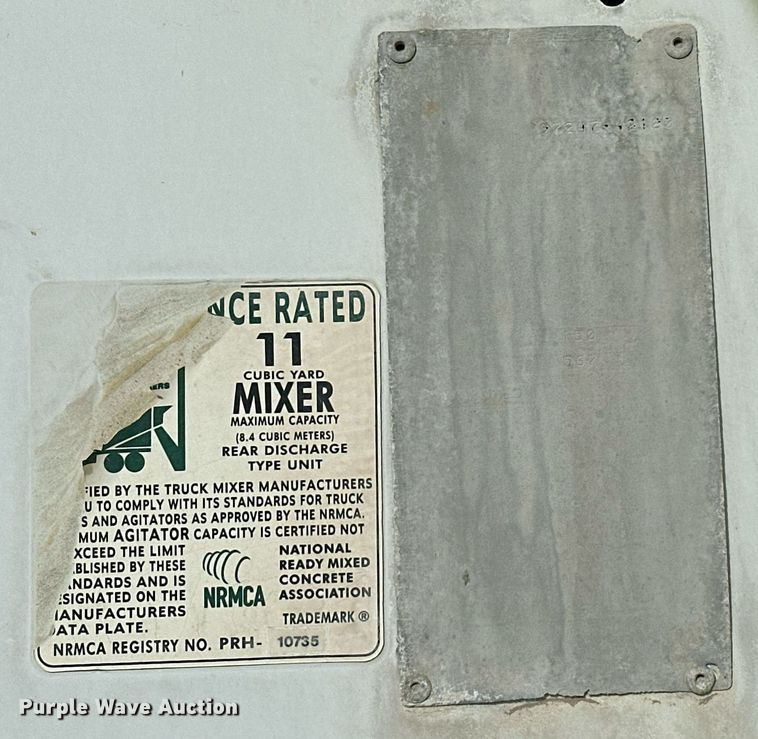 NCE RATED
11
CUBIC YARD
MIXER
MAXIMUM CAPACITY
(8.4 CUBIC METERS)
REAR DISCHARGE
TYPE UNIT
ERS
FIED BY THE TRUCK MIXER MANUFACTURERS
U TO COMPLY WITH ITS STANDARDS FOR TRUCK
S AND AGITATORS AS APPROVED BY THE NRMCA.
MUM AGITATOR CAPACITY IS CERTIFIED NOT
XCEED THE LIMIT
BLISHED BY THESE
NDARDS AND IS
ESIGNATED ON THE
MANUFACTURERS
DATA PLATE.
NRMCA
NATIONAL
READY MIXED
CONCRETE
ASSOCIATION
TRADEMARK ®
NRMCA REGISTRY NO. PRH- 10735
Purple Wave Auction